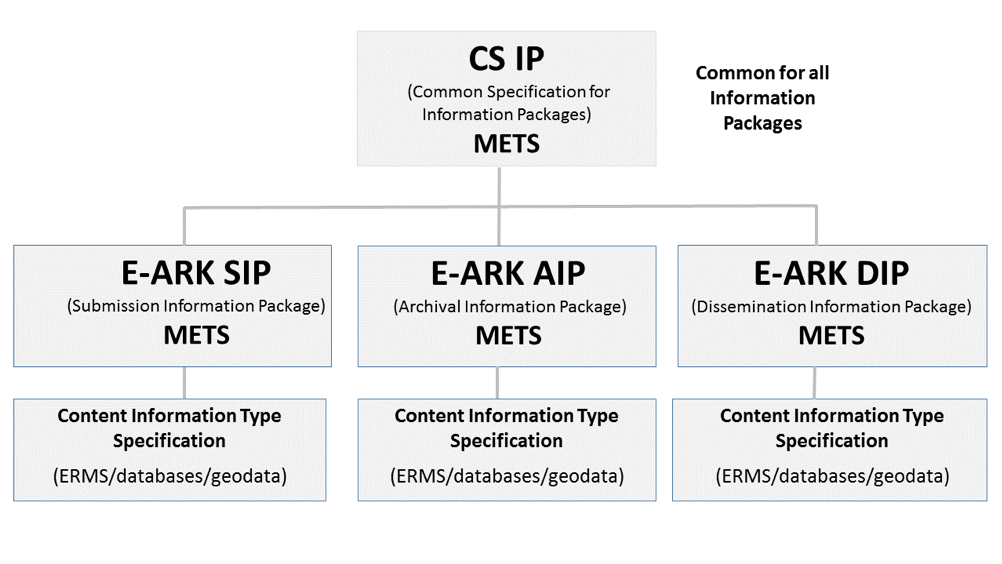 CS IP
(Common Specification for
Information Packages)
METS
Common for all
Information
Packages
E-ARK SIP
(Submission Information Package)
METS
E-ARK AIP
(Archival Information Package)
METS
E-ARK DIP
(Dissemination Information Package)
METS
Content Information Type
Specification
(ERMS/databases/geodata)
Content Information Type
Specification
(ERMS/databases/geodata)
Content Information Type
Specification
(ERMS/databases/geodata)